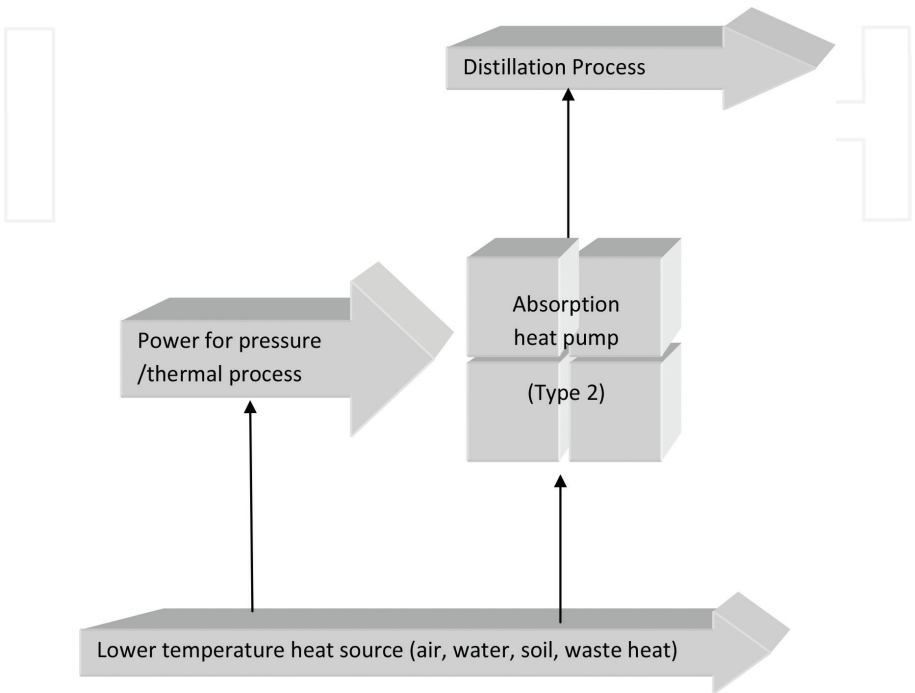 Distillation Process
Absorption
heat pump
(Type 2)
Power for pressure
/thermal process
Lower temperature heat source (air, water, soil, waste heat)